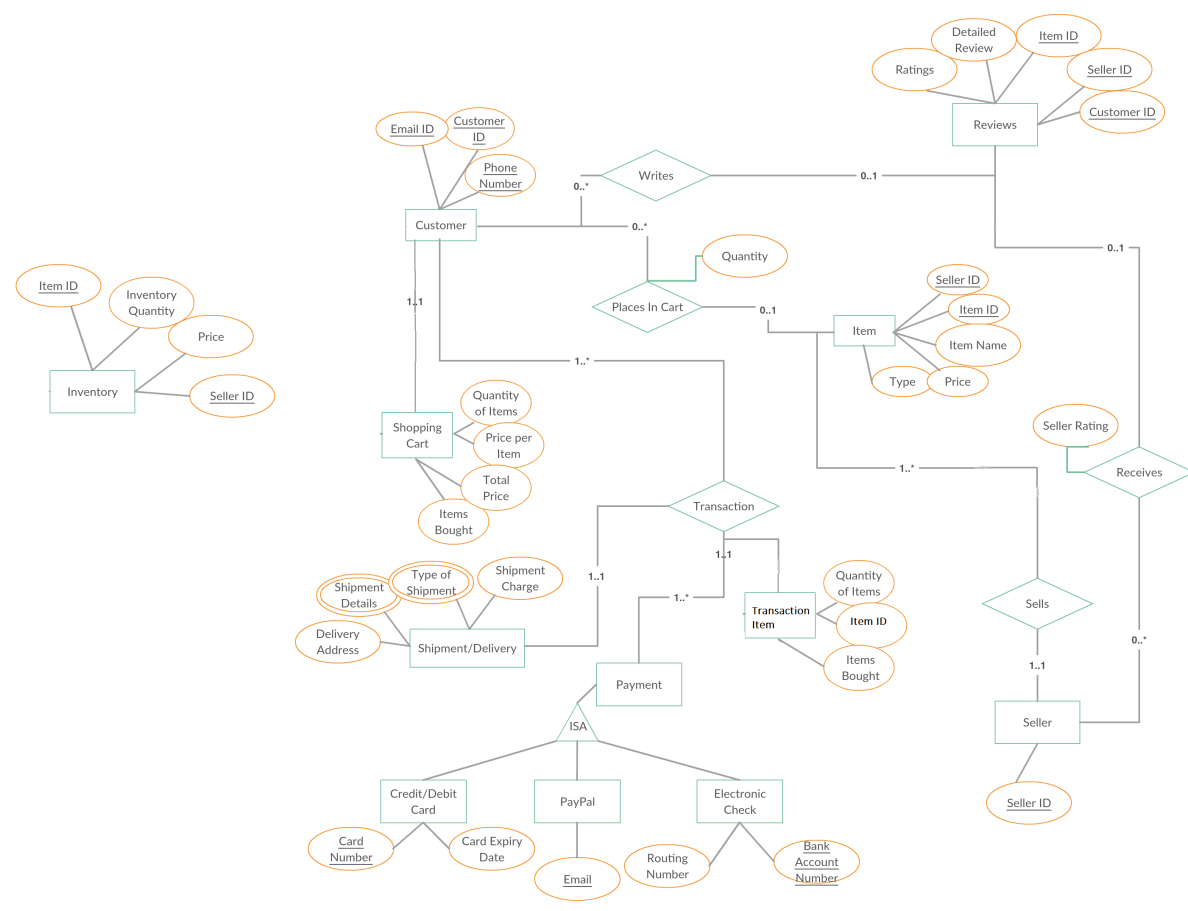 Detailed
Review
Item ID
Ratings
Seller ID
Customer ID
Reviews
Email ID
Customer
ID
Phone
Number
Writes
0..*
0..1
Customer
0..*
0..1
Quantity
Places In Cart
0..1
Item
Seller ID
Item ID
Item Name
Type
Price
Item ID
Inventory
Quantity
Price
Inventory
Seller ID
1..1
1..*
Shopping
Cart
Quantity
of Items
Price per
Item
Total
Price
Items
Bought
Seller Rating
Receives
1..*
Transaction
1..1
1..1
1..*
Shipment
Details
Type of
Shipment
Shipment
Charge
Delivery
Address
Shipment/Delivery
Quantity
of Items
Transaction
Item
Item ID
Items
Bought
Sells
1..1
0..*
Seller
Seller ID
Payment
ISA
Credit/Debit
Card
PayPal
Electronic
Check
Card
Number
Card Expiry
Date
Email
Routing
Number
Bank
Account
Number